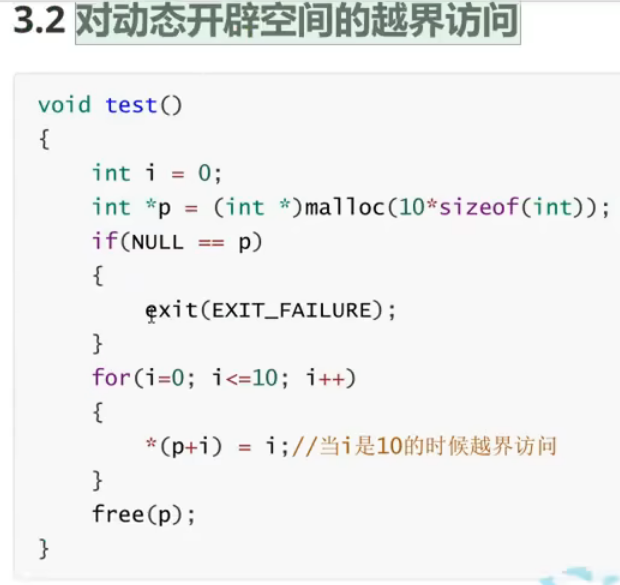 3.2 对动态开辟空间的越界访问
void test()
{
    int i = 0;
    int *p = (int *)malloc(10*sizeof(int));
    if(NULL == p)
    {
        exit(EXIT_FAILURE);
    }
    for(i=0; i<=10; i++)
    {
        *(p+i) = i;//当i是10的时候越界访问
    }
    free(p);
}